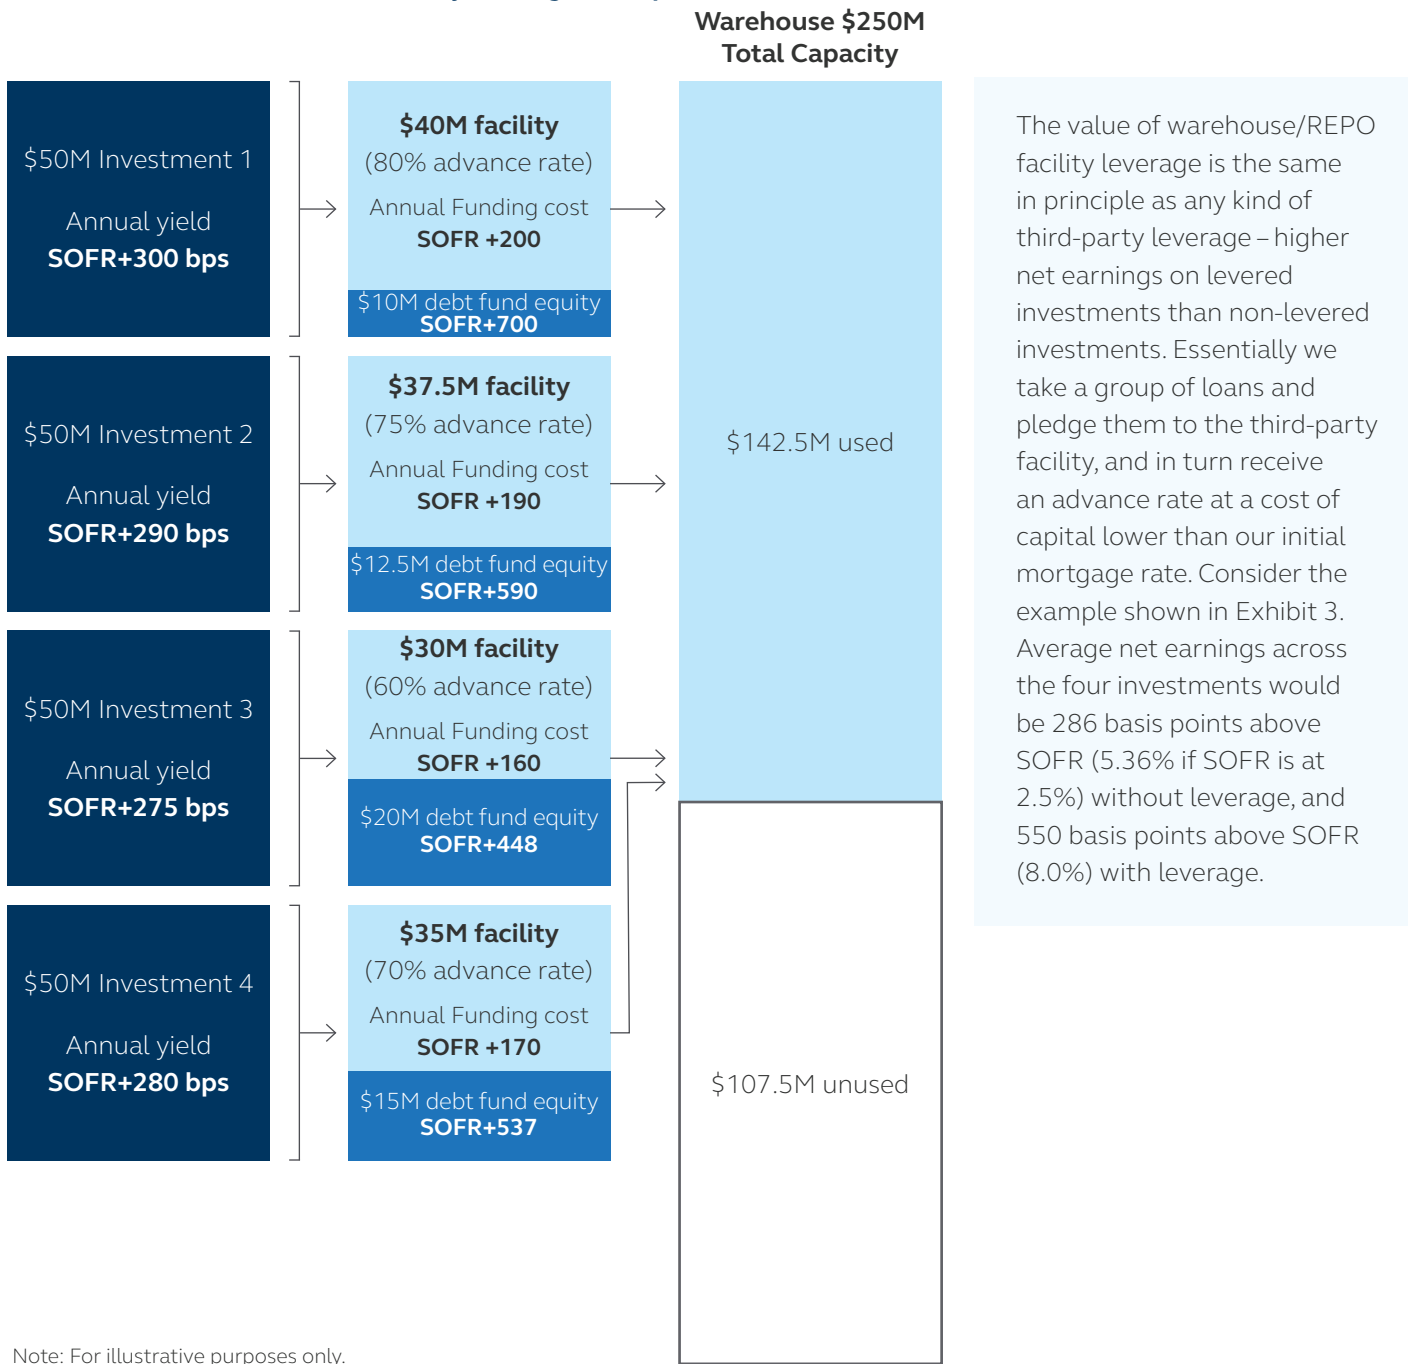 Warehouse $250M
Total Capacity
$50M Investment 1
Annual yield
SOFR+300 bps
$40M facility
(80% advance rate)
Annual Funding cost
SOFR +200
$10M debt fund equity
SOFR+700
$50M Investment 2
Annual yield
SOFR+290 bps
$37.5M facility
(75% advance rate)
Annual Funding cost
SOFR +190
$12.5M debt fund equity
SOFR+590
$50M Investment 3
Annual yield
SOFR+275 bps
$30M facility
(60% advance rate)
Annual Funding cost
SOFR +160
$20M debt fund equity
SOFR+448
$50M Investment 4
Annual yield
SOFR+280 bps
$35M facility
(70% advance rate)
Annual Funding cost
SOFR +170
$15M debt fund equity
SOFR+537
$142.5M used
$107.5M unused
The value of warehouse/REPO
facility leverage is the same
in principle as any kind of
third-party leverage – higher
net earnings on levered
investments than non-levered
investments. Essentially we
take a group of loans and
pledge them to the third-party
facility, and in turn receive
an advance rate at a cost of
capital lower than our initial
mortgage rate. Consider the
example shown in Exhibit 3.
Average net earnings across
the four investments would
be 286 basis points above
SOFR (5.36% if SOFR is at
2.5%) without leverage, and
550 basis points above SOFR
(8.0%) with leverage.
Note: For illustrative purposes only.